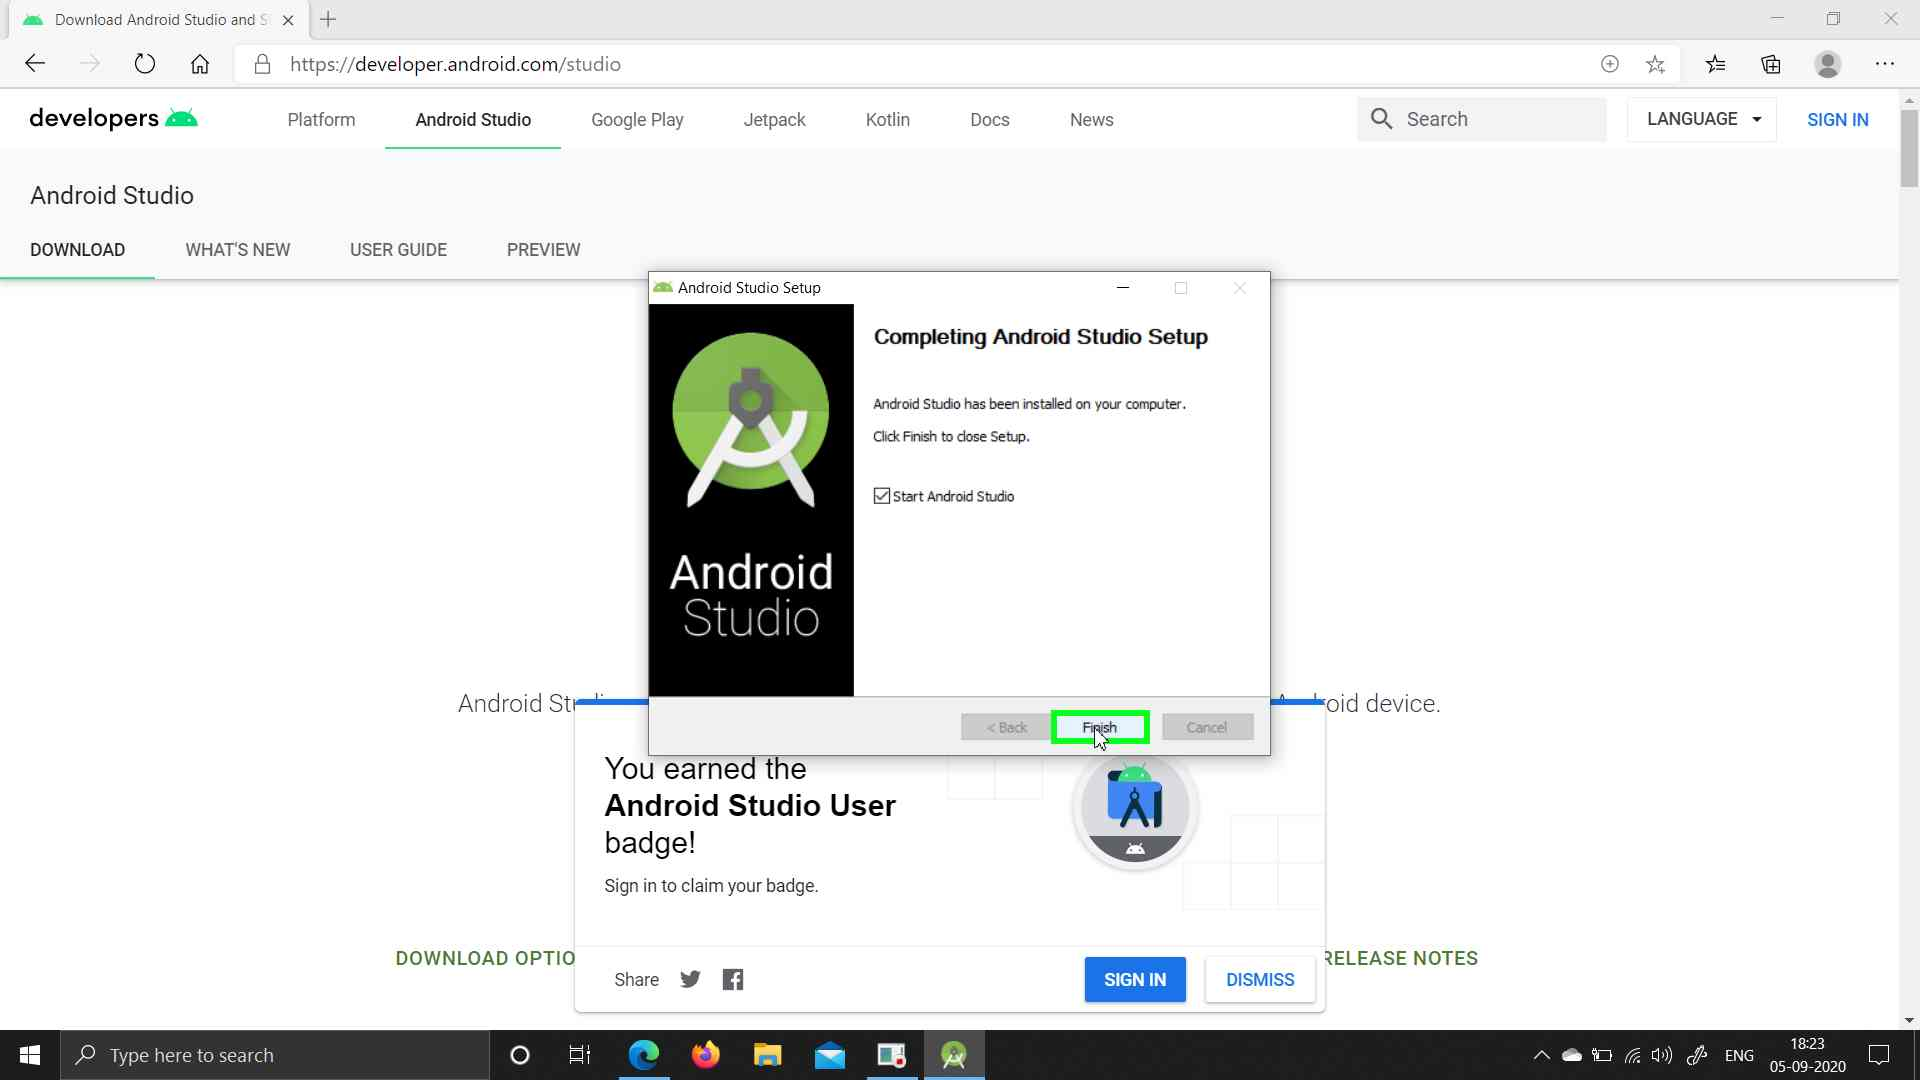 Download Android Studio and S
https://developer.android.com/studio
developers
Platform
Android Studio
Google Play
Jetpack
Kotlin
Docs
News
Search
LANGUAGE
SIGN IN
Android Studio
DOWNLOAD
WHAT'S NEW
USER GUIDE
PREVIEW
Android Studio Setup
Completing Android Studio Setup
Android Studio has been installed on your computer.
Click Finish to close Setup.
Start Android Studio
Android
Studio
< Back
Finish
Cancel
Android
device.
You earned the
Android Studio User
badge!
Sign in to claim your badge.
DOWNLOAD OPTIO
RELEASE NOTES
Share
SIGN IN
DISMISS
Type here to search
ENG
18:23
05-09-2020